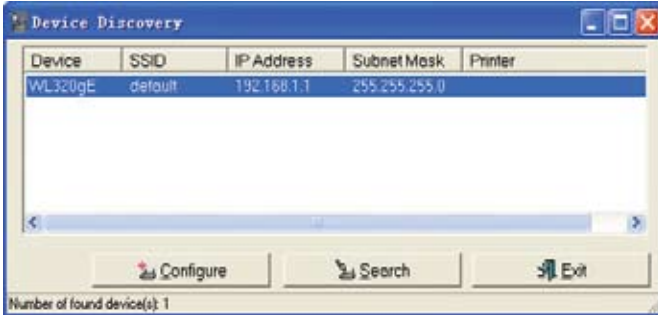 Device Discovery
Device SSID IP Address Subnet Mask Printer
WL320gE default 192.168.1.1 255.255.255.0
Configure Search Exit
Number of found device(s): 1